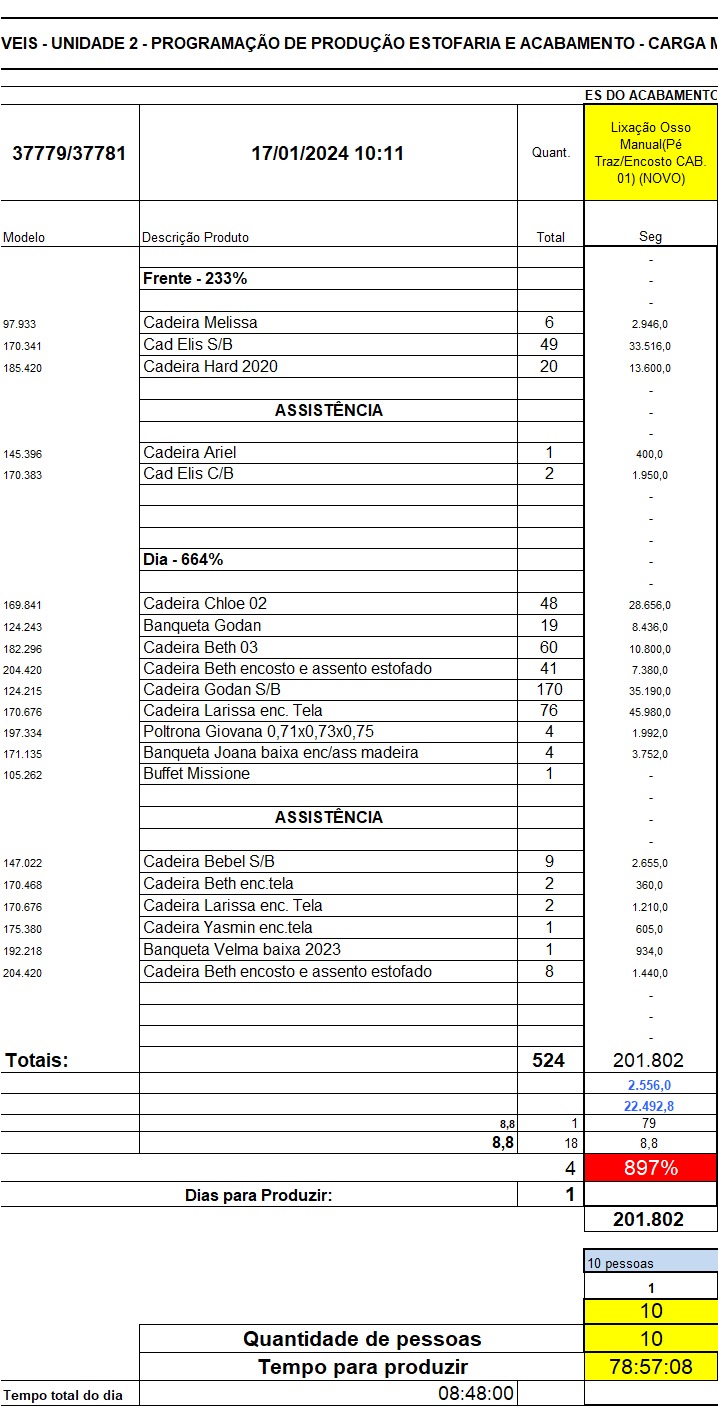 VEIS - UNIDADE 2 - PROGRAMAÇÃO DE PRODUÇÃO ESTOFARIA E ACABAMENTO - CARGA M
ES DO ACABAMENTO
37779/37781 17/01/2024 10:11 Quant. Lixação Osso
Manual(Pé
Traz/Encosto CAB.
01) (NOVO)
Modelo Descrição Produto Total Seg
-
Frente - 233% -
-
97.933 Cadeira Melissa 6 2.946,0
170.341 Cad Elis S/B 49 33.516,0
185.420 Cadeira Hard 2020 20 13.600,0
-
ASSISTÊNCIA -
-
145.396 Cadeira Ariel 1 400,0
170.383 Cad Elis C/B 2 1.950,0
-
-
-
Dia - 664% -
-
169.841 Cadeira Chloe 02 48 28.656,0
124.243 Banqueta Godan 19 8.436,0
182.296 Cadeira Beth 03 60 10.800,0
204.420 Cadeira Beth encosto e assento estofado 41 7.380,0
124.215 Cadeira Godan S/B 170 35.190,0
170.676 Cadeira Larissa enc. Tela 76 45.980,0
197.334 Poltrona Giovana 0,71x0,73x0,75 4 1.992,0
171.135 Banqueta Joana baixa enc/ass madeira 4 3.752,0
105.262 Buffet Missione 1 -
-
ASSISTÊNCIA -
-
147.022 Cadeira Bebel S/B 9 2.655,0
170.468 Cadeira Beth enc.tela 2 360,0
170.676 Cadeira Larissa enc. Tela 2 1.210,0
175.380 Cadeira Yasmin enc.tela 1 605,0
192.218 Banqueta Velma baixa 2023 1 934,0
204.420 Cadeira Beth encosto e assento estofado 8 1.440,0
-
-
-
Totais: 524 201.802
2.556,0
22.492,8
8,8 1 79
8,8 18 8,8
4 897%
Dias para Produzir: 1
201.802
10 pessoas
1
10
Quantidade de pessoas 10
Tempo para produzir 78:57:08
Tempo total do dia 08:48:00